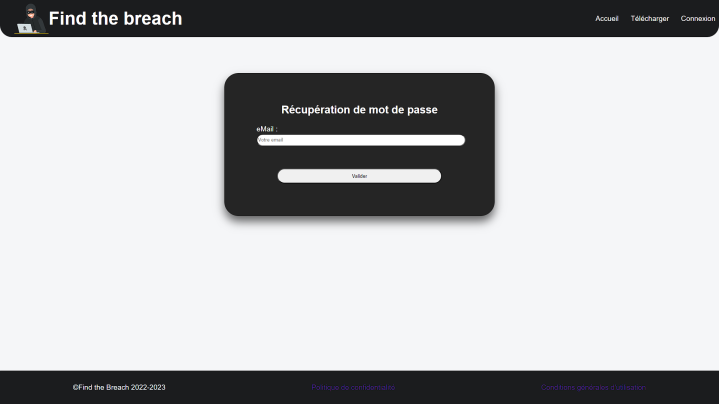 Find the breach
Accueil
Télécharger
Connexion
Récupération de mot de passe
eMail :
Votre email
Valider
©Find the Breach 2022-2023
Politique de confidentialité
Conditions générales d'utilisation